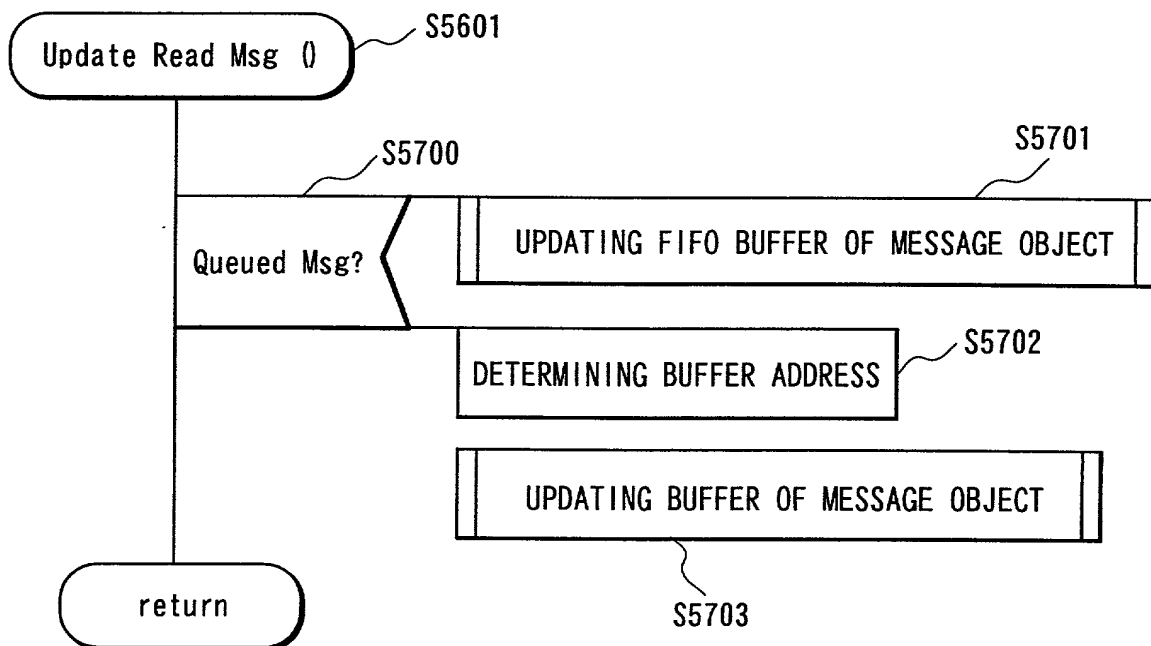 Update Read Msg ()
S5601
S5700
S5701
Queued Msg?
UPDATING FIFO BUFFER OF MESSAGE OBJECT
DETERMINING BUFFER ADDRESS
S5702
UPDATING BUFFER OF MESSAGE OBJECT
return
S5703